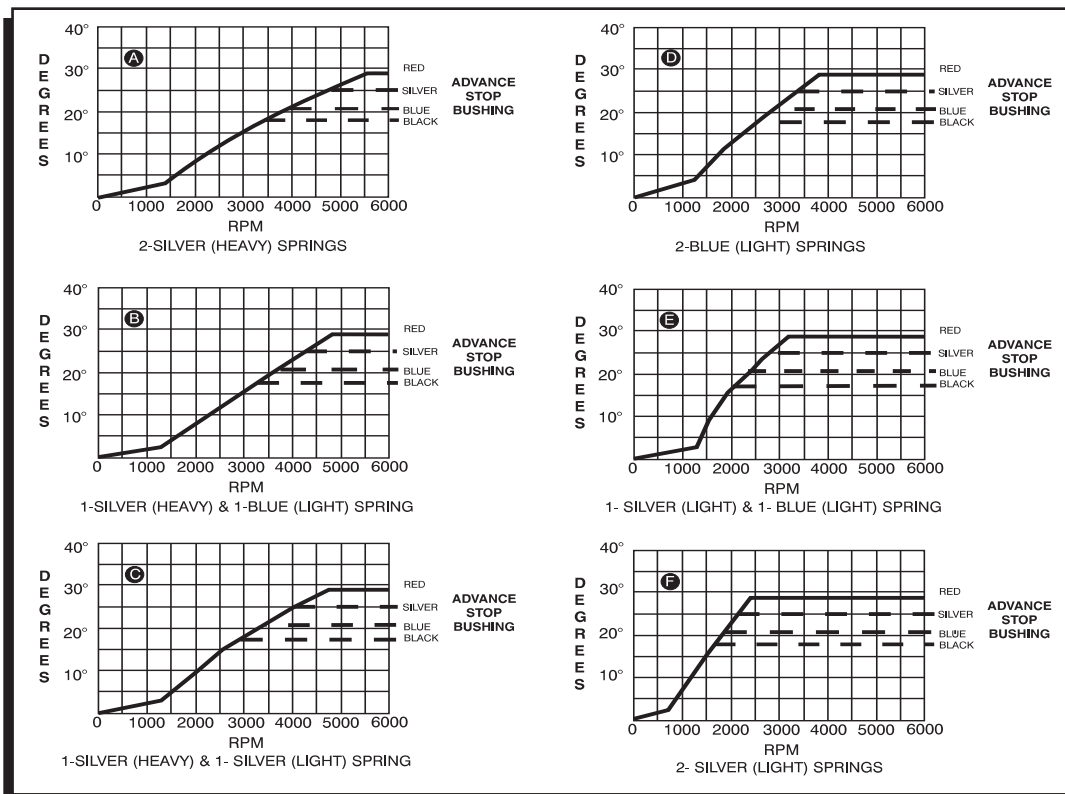 A
40°
30°
20°
10°
DEGREES
0 1000 2000 3000 4000 5000 6000
RPM
2-SILVER (HEAVY) SPRINGS
RED
SILVER
BLUE
BLACK
ADVANCE
STOP
BUSHING
D
40°
30°
20°
10°
DEGREES
0 1000 2000 3000 4000 5000 6000
RPM
2-BLUE (LIGHT) SPRINGS
RED
SILVER
BLUE
BLACK
ADVANCE
STOP
BUSHING
B
40°
30°
20°
10°
DEGREES
0 1000 2000 3000 4000 5000 6000
RPM
1-SILVER (HEAVY) & 1-BLUE (LIGHT) SPRING
RED
SILVER
BLUE
BLACK
ADVANCE
STOP
BUSHING
E
40°
30°
20°
10°
DEGREES
0 1000 2000 3000 4000 5000 6000
RPM
1- SILVER (LIGHT) & 1- BLUE (LIGHT) SPRING
RED
SILVER
BLUE
BLACK
ADVANCE
STOP
BUSHING
C
40°
30°
20°
10°
DEGREES
0 1000 2000 3000 4000 5000 6000
RPM
1-SILVER (HEAVY) & 1- SILVER (LIGHT) SPRING
RED
SILVER
BLUE
BLACK
ADVANCE
STOP
BUSHING
F
40°
30°
20°
10°
DEGREES
0 1000 2000 3000 4000 5000 6000
RPM
2- SILVER (LIGHT) SPRINGS
RED
SILVER
BLUE
BLACK
ADVANCE
STOP
BUSHING